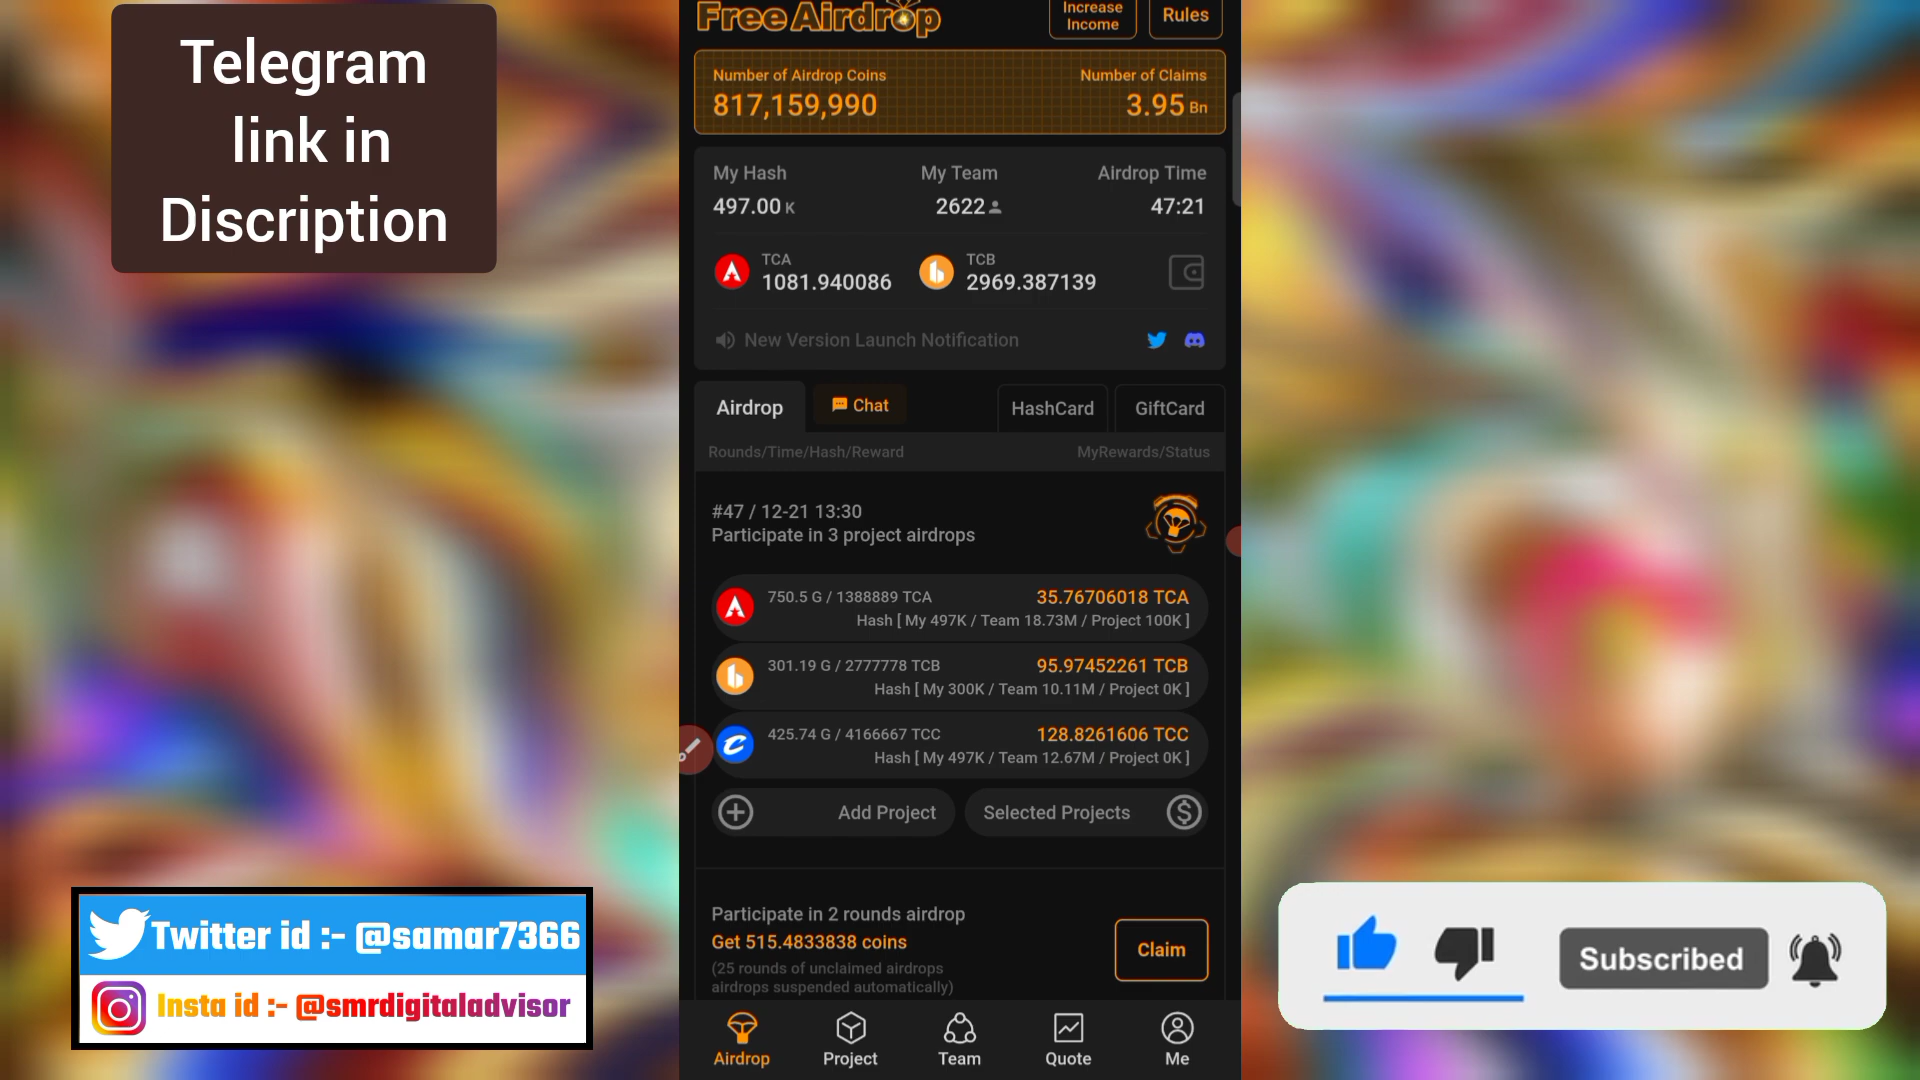 Telegram
link in
Discription
Free Airdrop
Increase
Income
Rules
Number of Airdrop Coins
Number of Claims
817,159,990
3.95 Bn
My Hash
My Team
Airdrop Time
497.00 K
2622
47:21
TCA
1081.940086
TCB
2969.387139
New Version Launch Notification
Airdrop
Chat
HashCard
GiftCard
Rounds/Time/Hash/Reward
MyRewards/Status
#47 / 12-21 13:30
Participate in 3 project airdrops
750.5 G / 1388889 TCA
35.76706018 TCA
Hash [ My 497K / Team 18.73M / Project 100K ]
301.19 G / 2777778 TCB
95.97452261 TCB
Hash [ My 300K / Team 10.11M / Project 0K ]
425.74 G / 4166667 TCC
128.8261606 TCC
Hash [ My 497K / Team 12.67M / Project 0K ]
Add Project
Selected Projects
Participate in 2 rounds airdrop
Get 515.4833838 coins
(25 rounds of unclaimed airdrops
airdrops suspended automatically)
Claim
Airdrop
Project
Team
Quote
Me
Twitter id :- @samar7366
Insta id :- @smrdigitaladvisor
Subscribed